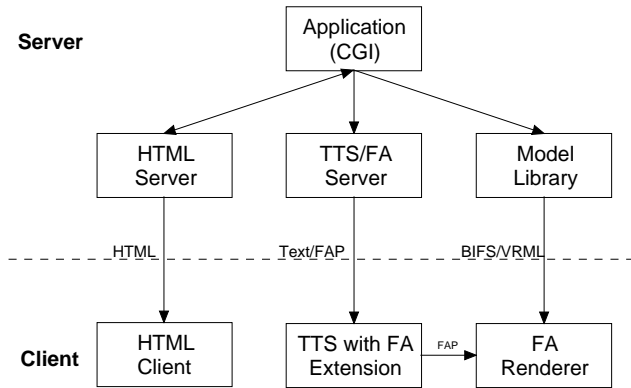 Server
Application
(CGI)
HTML
Server
TTS/FA
Server
Model
Library
HTML
Text/FAP
BIFS/VRML
Client
HTML
Client
TTS with FA
Extension
FAP
FA
Renderer